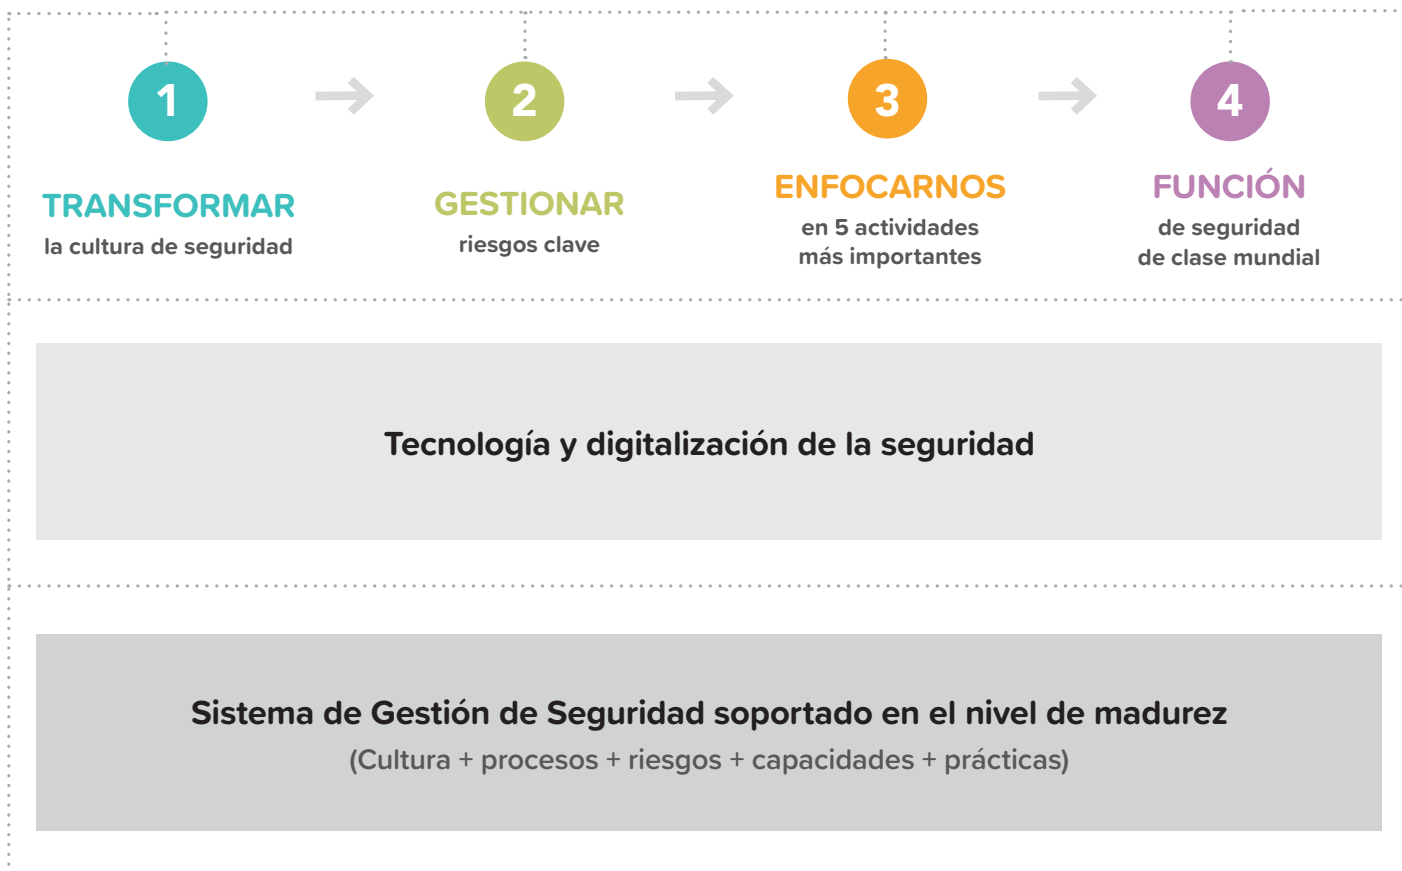 1
2
3
4
TRANSFORMAR
la cultura de seguridad
GESTIONAR
riesgos clave
ENFOCARNOS
en 5 actividades
más importantes
FUNCIÓN
de seguridad
de clase mundial
Tecnología y digitalización de la seguridad
Sistema de Gestión de Seguridad soportado en el nivel de madurez
(Cultura + procesos + riesgos + capacidades + prácticas)